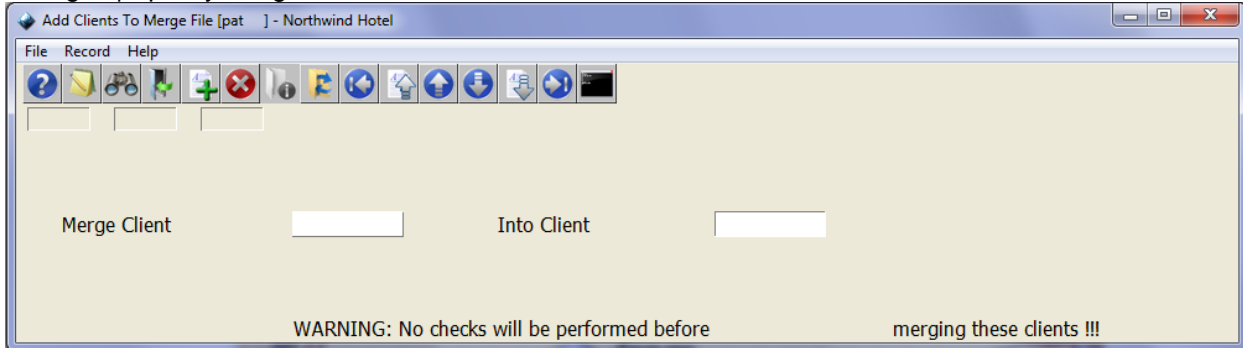 Add Clients To Merge File [pat ] - Northwind Hotel
File Record Help
Merge Client Into Client
WARNING: No checks will be performed before merging these clients !!!